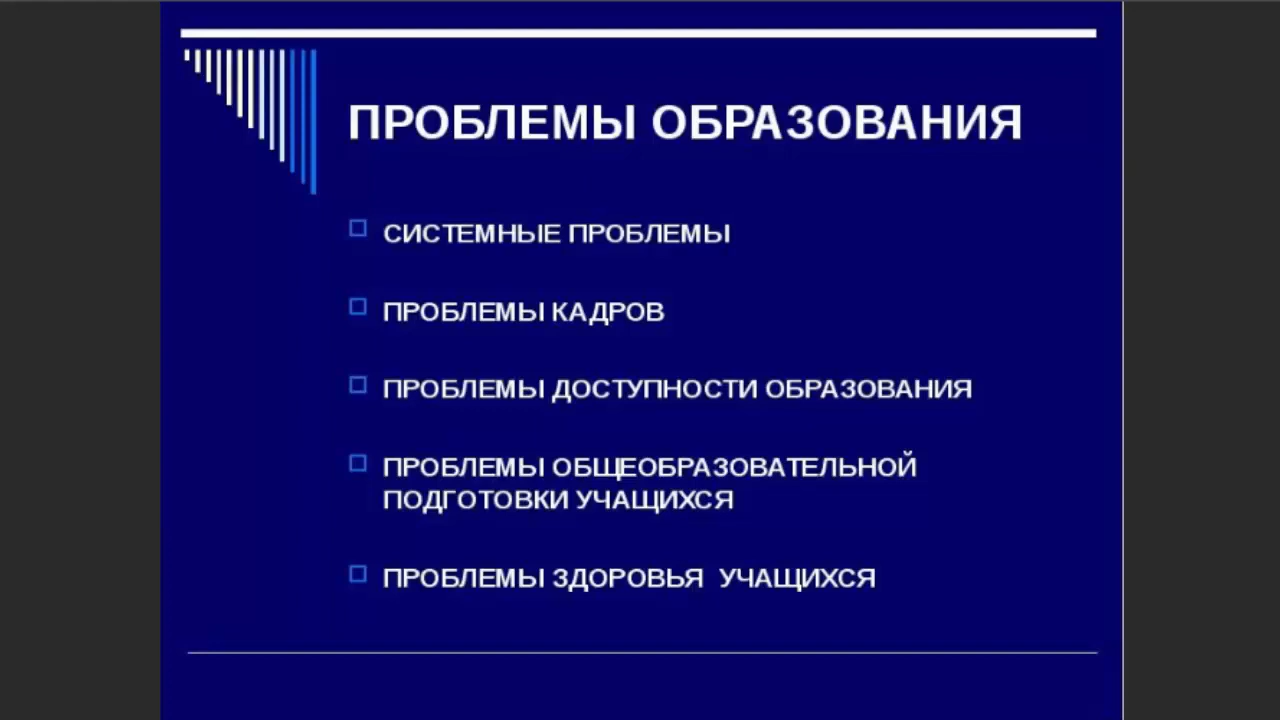 ПРОБЛЕМЫ ОБРАЗОВАНИЯ
СИСТЕМНЫЕ ПРОБЛЕМЫ
ПРОБЛЕМЫ КАДРОВ
ПРОБЛЕМЫ ДОСТУПНОСТИ ОБРАЗОВАНИЯ
ПРОБЛЕМЫ ОБЩЕОБРАЗОВАТЕЛЬНОЙ
ПОДГОТОВКИ УЧАЩИХСЯ
ПРОБЛЕМЫ ЗДОРОВЬЯ УЧАЩИХСЯ